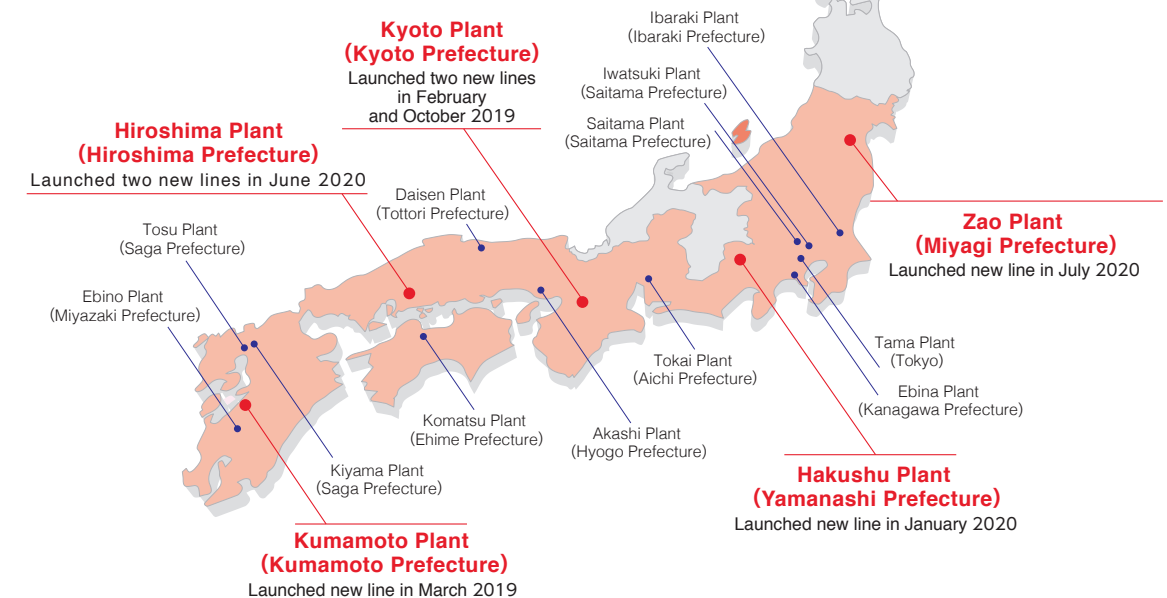 Kyoto Plant
(Kyoto Prefecture)
Launched two new lines
in February
and October 2019
Ibaraki Plant
(Ibaraki Prefecture)
Iwatsuki Plant
(Saitama Prefecture)
Saitama Plant
(Saitama Prefecture)
Hiroshima Plant
(Hiroshima Prefecture)
Launched two new lines in June 2020
Daisen Plant
(Tottori Prefecture)
Tosu Plant
(Saga Prefecture)
Ebino Plant
(Miyazaki Prefecture)
Zao Plant
(Miyagi Prefecture)
Launched new line in July 2020
Tama Plant
(Tokyo)
Ebina Plant
(Kanagawa Prefecture)
Tokai Plant
(Aichi Prefecture)
Komatsu Plant
(Ehime Prefecture)
Akashi Plant
(Hyogo Prefecture)
Kiyama Plant
(Saga Prefecture)
Hakushu Plant
(Yamanashi Prefecture)
Launched new line in January 2020
Kumamoto Plant
(Kumamoto Prefecture)
Launched new line in March 2019